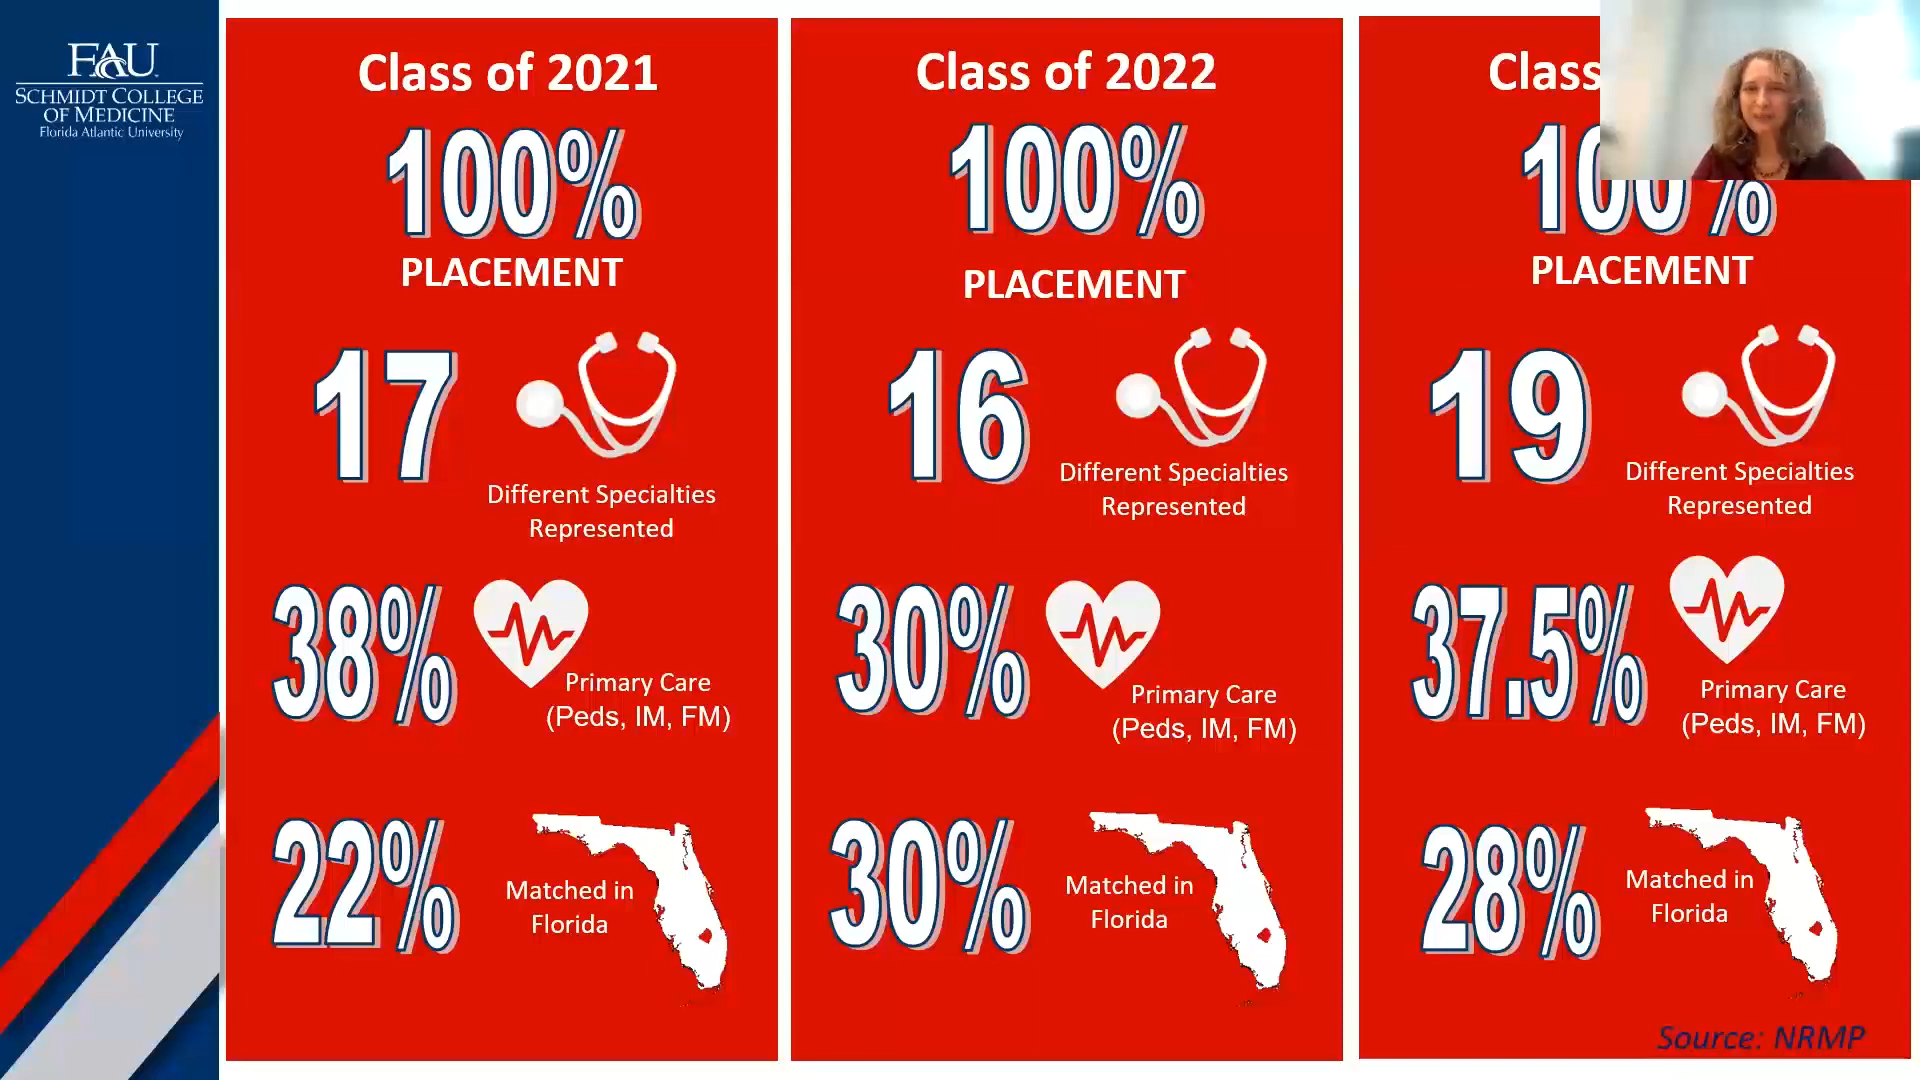 FAU
SCHMIDT COLLEGE
OF MEDICINE
Florida Atlantic University
Class of 2021
100%
PLACEMENT
17
Different Specialties
Represented
38%
Primary Care
(Peds, IM, FM)
22%
Matched in
Florida
Class of 2022
100%
PLACEMENT
16
Different Specialties
Represented
30%
Primary Care
(Peds, IM, FM)
30%
Matched in
Florida
Class
100%
PLACEMENT
19
Different Specialties
Represented
37.5%
Primary Care
(Peds, IM, FM)
28%
Matched in
Florida
Source: NRMP